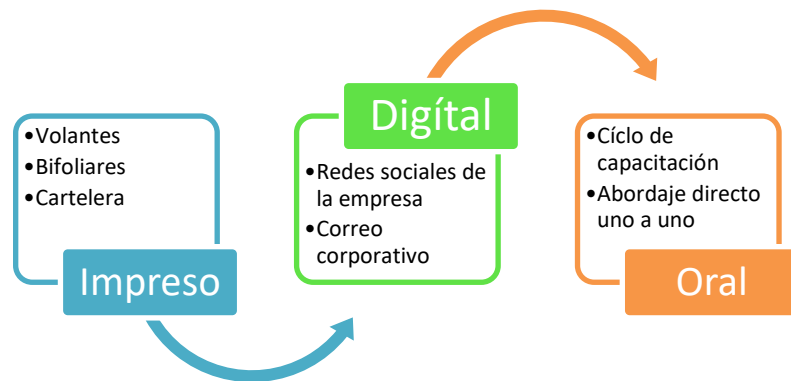 •Volantes
•Bifoliares
•Cartelera
Impreso
Digítal
•Redes sociales de
la empresa
•Correo
corporativo
•Cíclo de
capacitación
•Abordaje directo
uno a uno
Oral